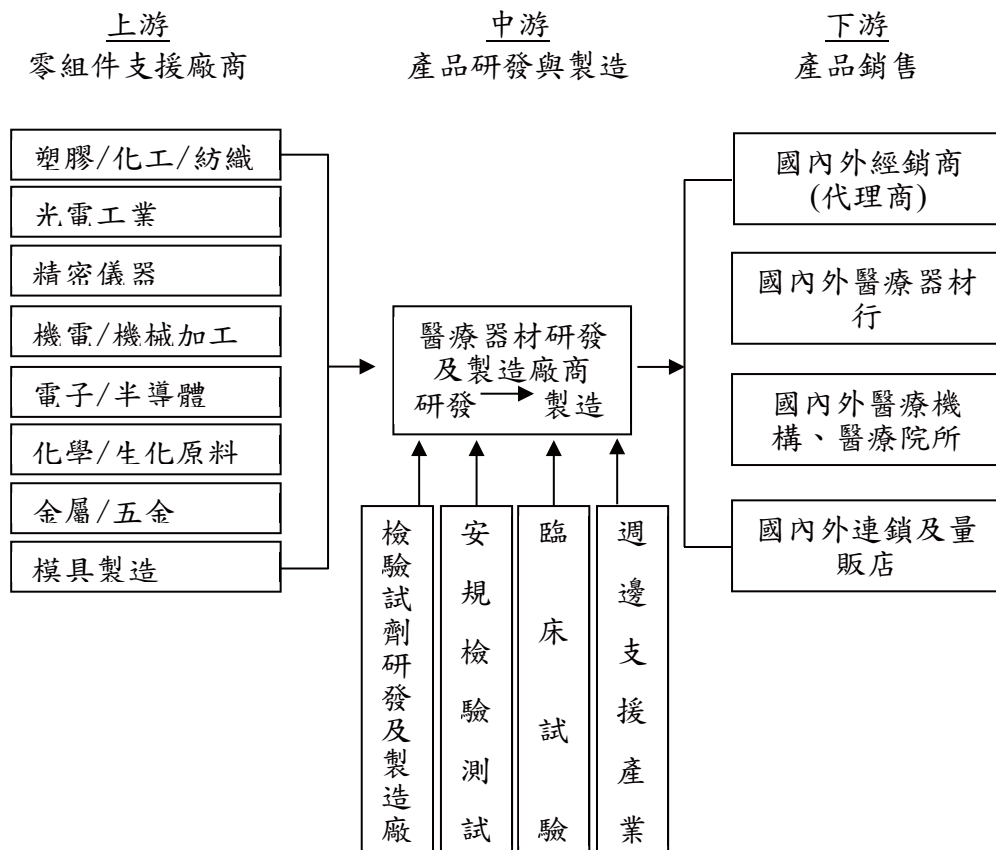 上游
零組件支援廠商
中游
產品研發與製造
下游
產品銷售
塑膠/化工/紡織
光電工業
精密儀器
機電/機械加工
電子/半導體
化學/生化原料
金屬/五金
模具製造
醫療器材研發
及製造廠商
研發 製造
檢驗試劑研發及製造廠
安規檢驗測試
臨床試驗
週邊支援產業
國內外經銷商
(代理商)
國內外醫療器材
行
國內外醫療機
構、醫療院所
國內外連鎖及量
販店